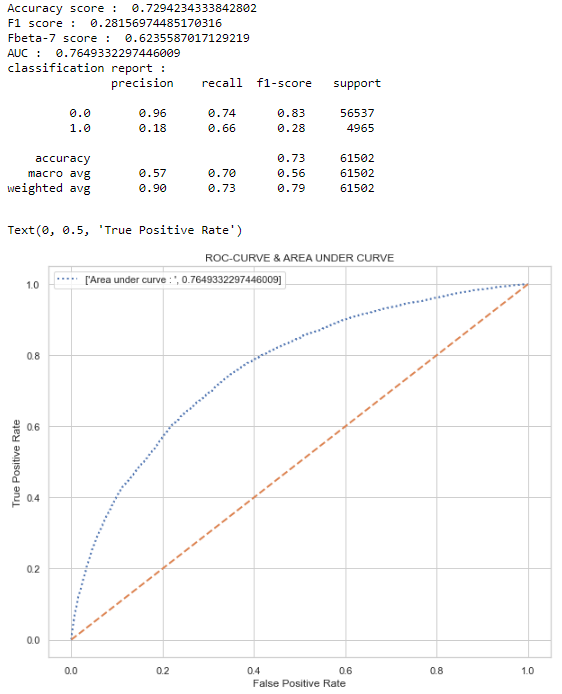 Accuracy score :  0.7294234333842802
F1 score :  0.28156974485170316
Fbeta-7 score :  0.6235587017129219
AUC :  0.7649332297446009
classification report :
precision    recall  f1-score   support
0.0       0.96      0.74      0.83     56537
1.0       0.18      0.66      0.28      4965
accuracy                           0.73     61502
macro avg       0.57      0.70      0.56     61502
weighted avg       0.90      0.73      0.79     61502
Text(0, 0.5, 'True Positive Rate')
ROC-CURVE & AREA UNDER CURVE
['Area under curve : ', 0.7649332297446009]
1.0
0.8
0.6
0.4
0.2
0.0
True Positive Rate
0.0 0.2 0.4 0.6 0.8 1.0
False Positive Rate